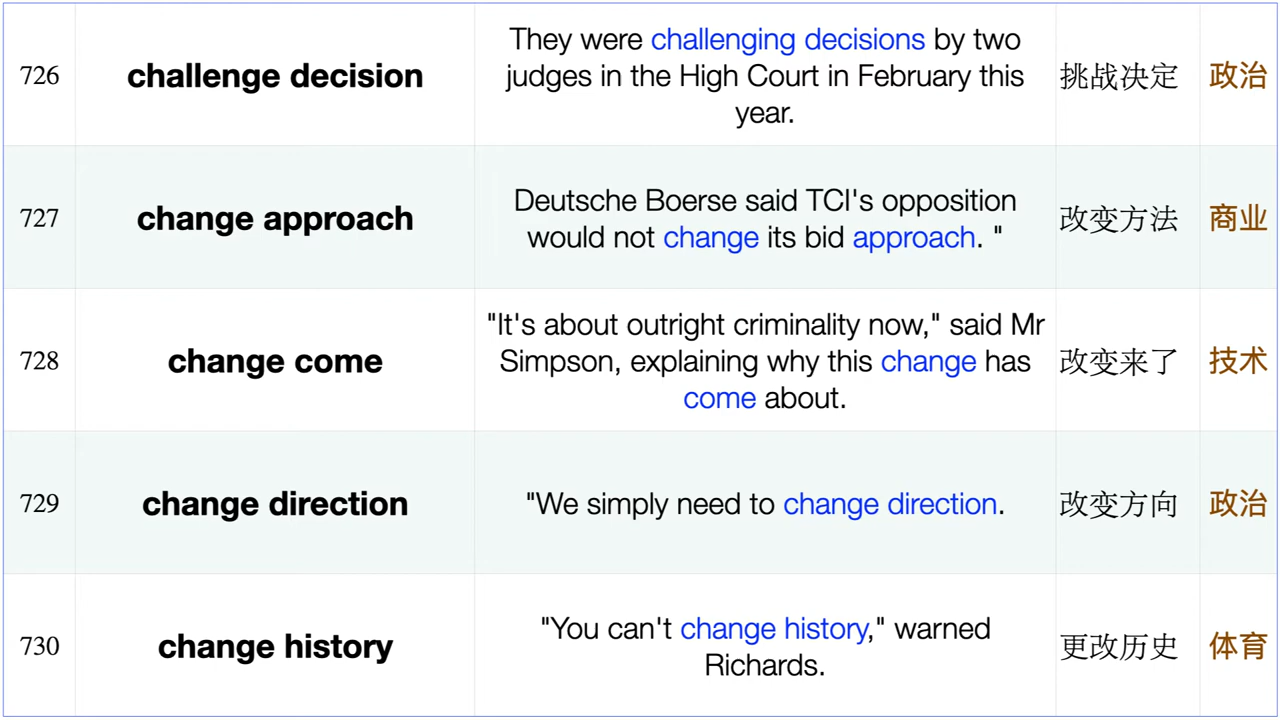 726
challenge decision
They were challenging decisions by two
judges in the High Court in February this
year.
挑战决定
政治
727
change approach
Deutsche Boerse said TCI's opposition
would not change its bid approach. "
改变方法
商业
728
change come
"It's about outright criminality now," said Mr
Simpson, explaining why this change has
come about.
改变来了
技术
729
change direction
"We simply need to change direction.
改变方向
政治
730
change history
"You can't change history," warned
Richards.
更改历史
体育